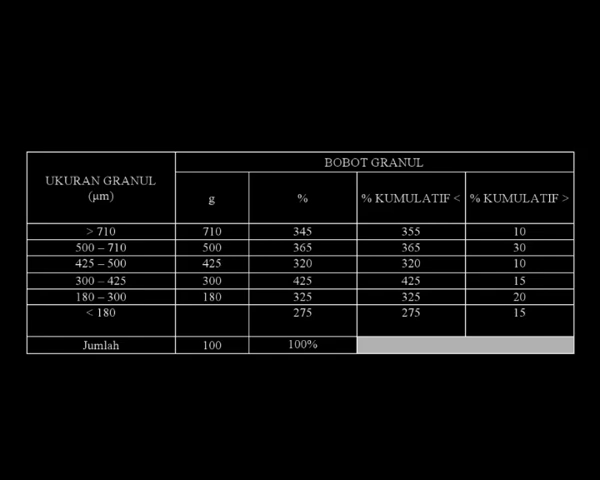 BOBOT GRANUL
UKURAN GRANUL
(µm)
g % % KUMULATIF < % KUMULATIF >
> 710 710 345 355 10
500 – 710 500 365 365 30
425 – 500 425 320 320 10
300 – 425 300 425 425 15
180 – 300 180 325 325 20
< 180 275 275 15
Jumlah 100 100%